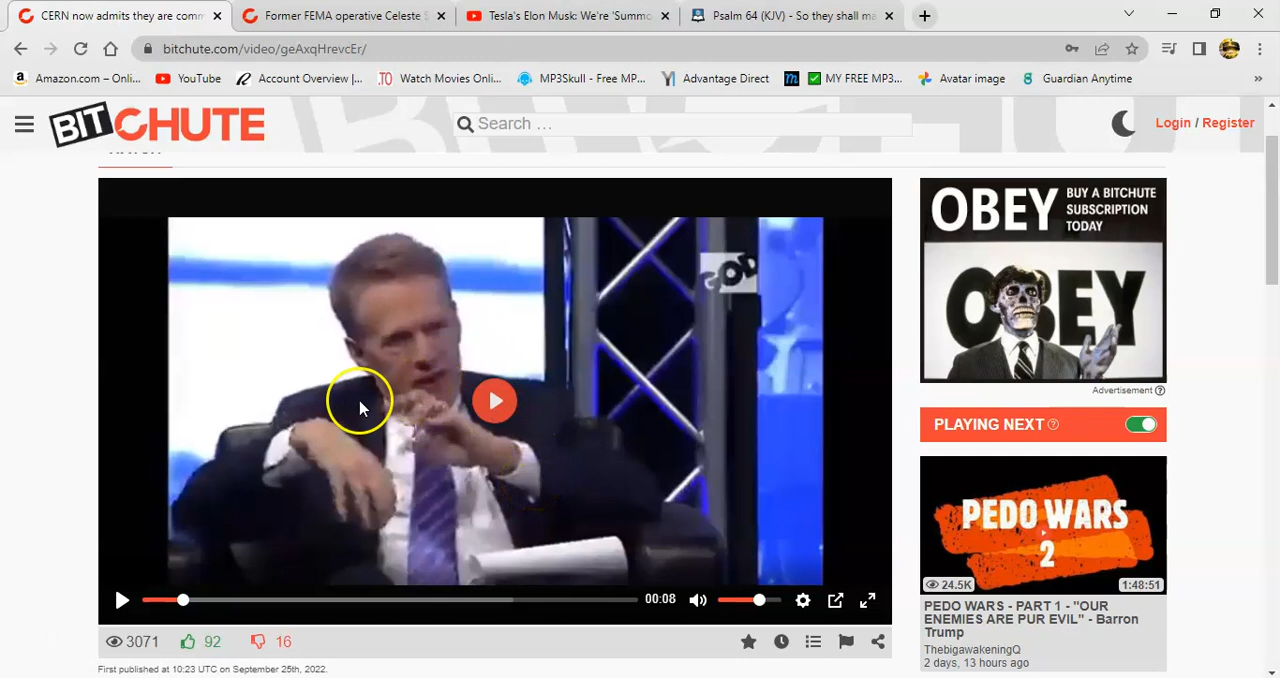 CERN now admits they are comm
Former FEMA operative Celeste S
Tesla's Elon Musk: We're 'Summo
Psalm 64 (KJV) - So they shall ma
bitchute.com/video/geAxqHrevcEr/
Amazon.com – Onli...
YouTube
Account Overview |...
TO
Watch Movies Onli...
MP3Skull - Free MP...
Advantage Direct
m
MY FREE MP3...
Avatar image
Guardian Anytime
BITCHUTE
Search ...
Login / Register
GOD
OBEY
BUY A BITCHUTE
SUBSCRIPTION
TODAY
OBEY
Advertisement
PLAYING NEXT
PEDO WARS
2
24.5K
1:48:51
PEDO WARS - PART 1 - "OUR
ENEMIES ARE PUR EVIL" - Barron
Trump
ThebigawakeningQ
2 days, 13 hours ago
00:08
3071
92
16
First published at 10:23 UTC on September 25th, 2022.